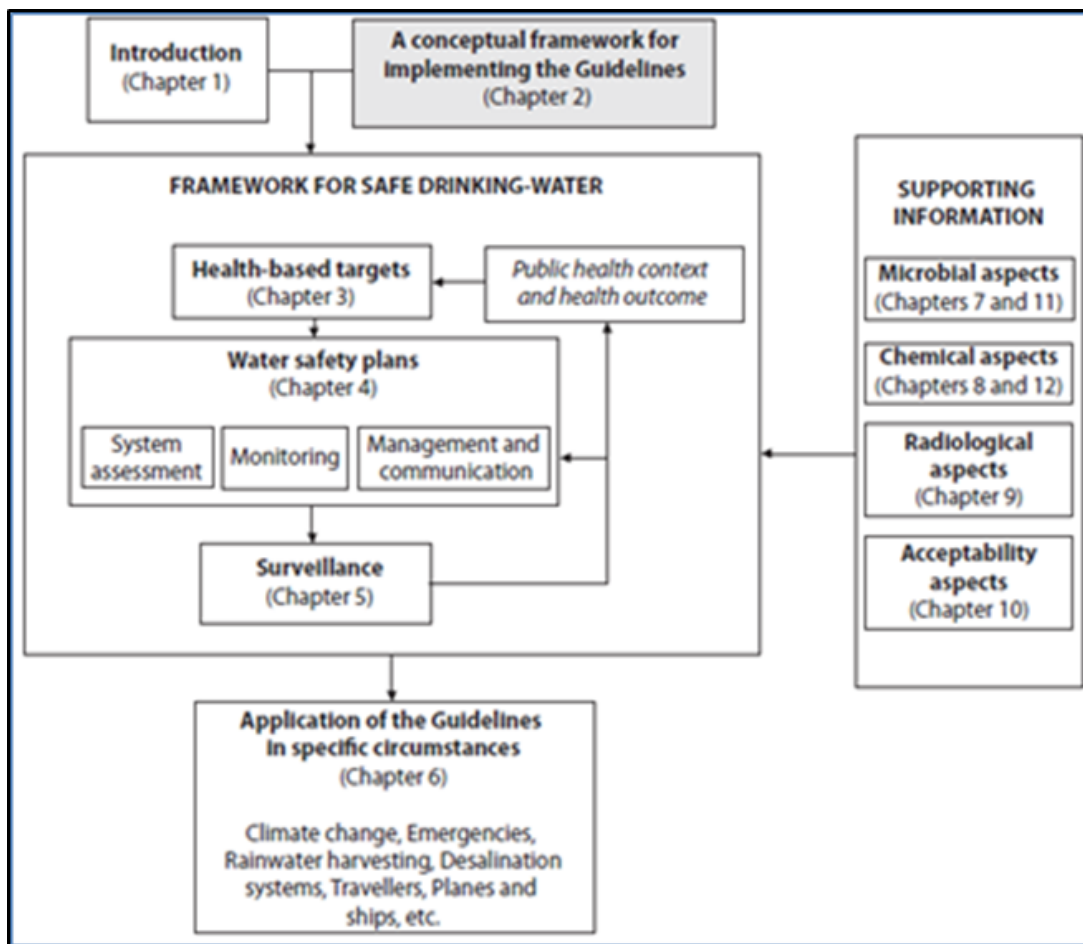 Introduction
(Chapter 1)
A conceptual framework for
implementing the Guidelines
(Chapter 2)
FRAMEWORK FOR SAFE DRINKING-WATER
Health-based targets
(Chapter 3)
Public health context
and health outcome
Water safety plans
(Chapter 4)
System
assessment
Monitoring
Management and
communication
Surveillance
(Chapter 5)
SUPPORTING
INFORMATION
Microbial aspects
(Chapters 7 and 11)
Chemical aspects
(Chapters 8 and 12)
Radiological
aspects
(Chapter 9)
Acceptability
aspects
(Chapter 10)
Application of the Guidelines
in specific circumstances
(Chapter 6)
Climate change, Emergencies,
Rainwater harvesting, Desalination
systems, Travellers, Planes and
ships, etc.